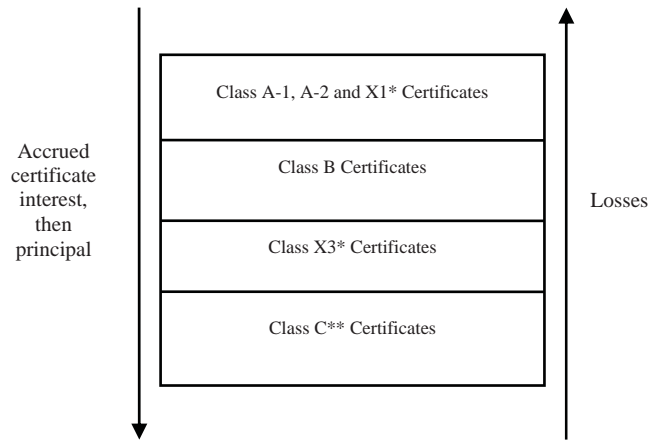 Class A-1, A-2 and X1* Certificates
Accrued
certificate
interest,
then
principal
Class B Certificates
Losses
Class X3* Certificates
Class C** Certificates